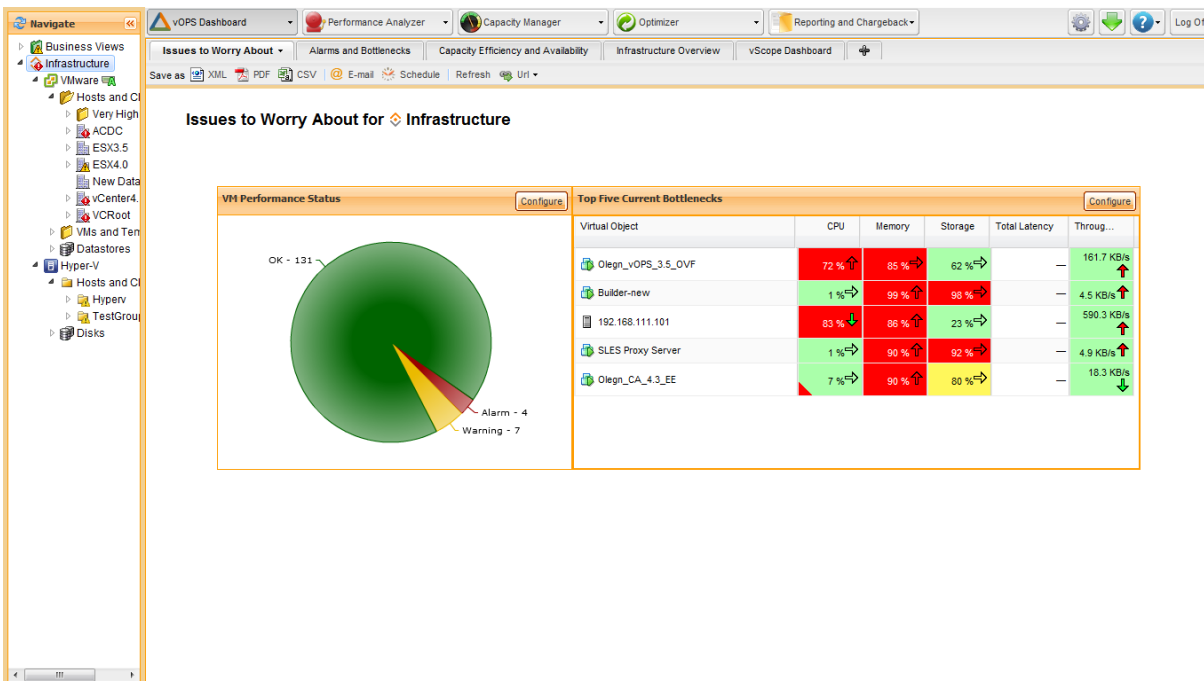 Navigate
Business Views
Infrastructure
VMware
Hosts and Cl
Very High
ACDC
ESX3.5
ESX4.0
New Data
vCenter4.
VCRoot
VMs and Tem
Datastores
Hyper-V
Hosts and Cl
Hyperv
TestGroup
Disks
vOPS Dashboard Performance Analyzer Capacity Manager Optimizer Reporting and Chargeback Log Of
Issues to Worry About Alarms and Bottlenecks Capacity Efficiency and Availability Infrastructure Overview vScope Dashboard
Save as XML PDF CSV @ E-mail Schedule Refresh Url
Issues to Worry About for Infrastructure
VM Performance Status Configure
OK - 131
Alarm - 4
Warning - 7
Top Five Current Bottlenecks Configure
Virtual Object CPU Memory Storage Total Latency Throug...
Olegn_vOPS_3.5_OVF 72 % 85 % 62 % — 161.7 KB/s
Builder-new 1 % 99 % 98 % — 4.5 KB/s
192.168.111.101 83 % 86 % 23 % — 590.3 KB/s
SLES Proxy Server 1 % 90 % 92 % — 4.9 KB/s
Olegn_CA_4.3_EE 7 % 90 % 80 % — 18.3 KB/s